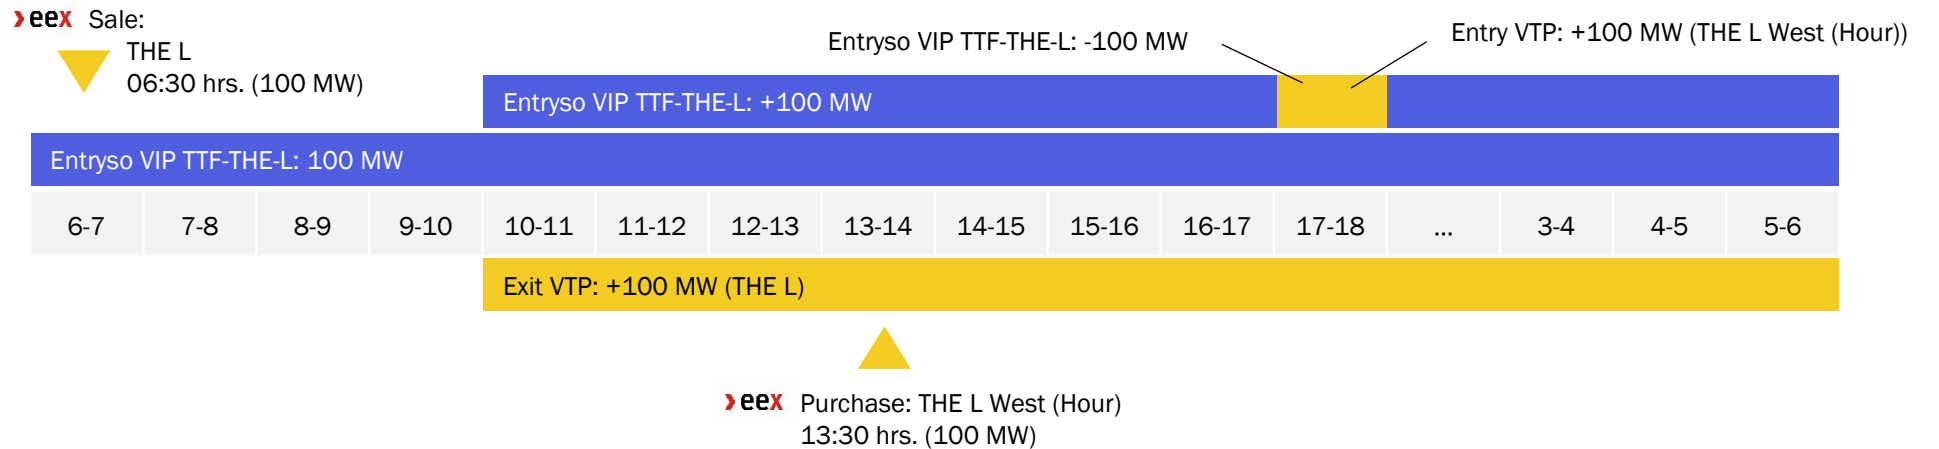 eex Sale:
THE L
06:30 hrs. (100 MW)
Entryso VIP TTF-THE-L: -100 MW
Entry VTP: +100 MW (THE L West (Hour))
Entryso VIP TTF-THE-L: +100 MW
Entryso VIP TTF-THE-L: 100 MW
6-7 7-8 8-9 9-10 10-11 11-12 12-13 13-14 14-15 15-16 16-17 17-18 ... 3-4 4-5 5-6
Exit VTP: +100 MW (THE L)
eex Purchase: THE L West (Hour)
13:30 hrs. (100 MW)